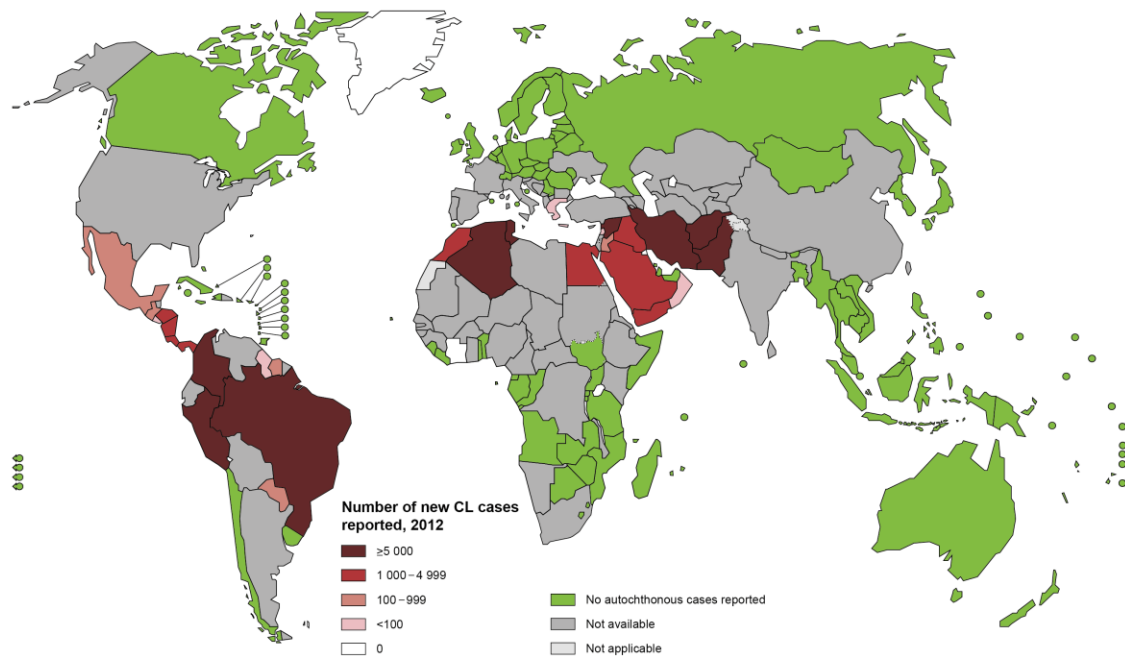 Number of new CL cases
reported, 2012
≥5 000
1 000–4 999
100–999
<100
0
No autochthonous cases reported
Not available
Not applicable